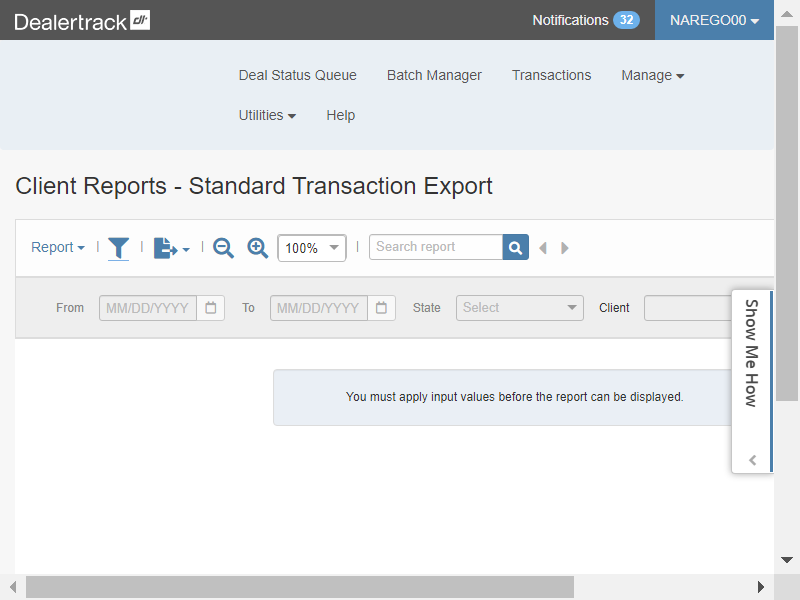 Dealertrack dt
Notifications 32
NAREGO00
Deal Status Queue Batch Manager Transactions Manage
Utilities Help
Client Reports - Standard Transaction Export
Report 100% Search report
From MM/DD/YYYY To MM/DD/YYYY State Select Client
Show Me How
You must apply input values before the report can be displayed.